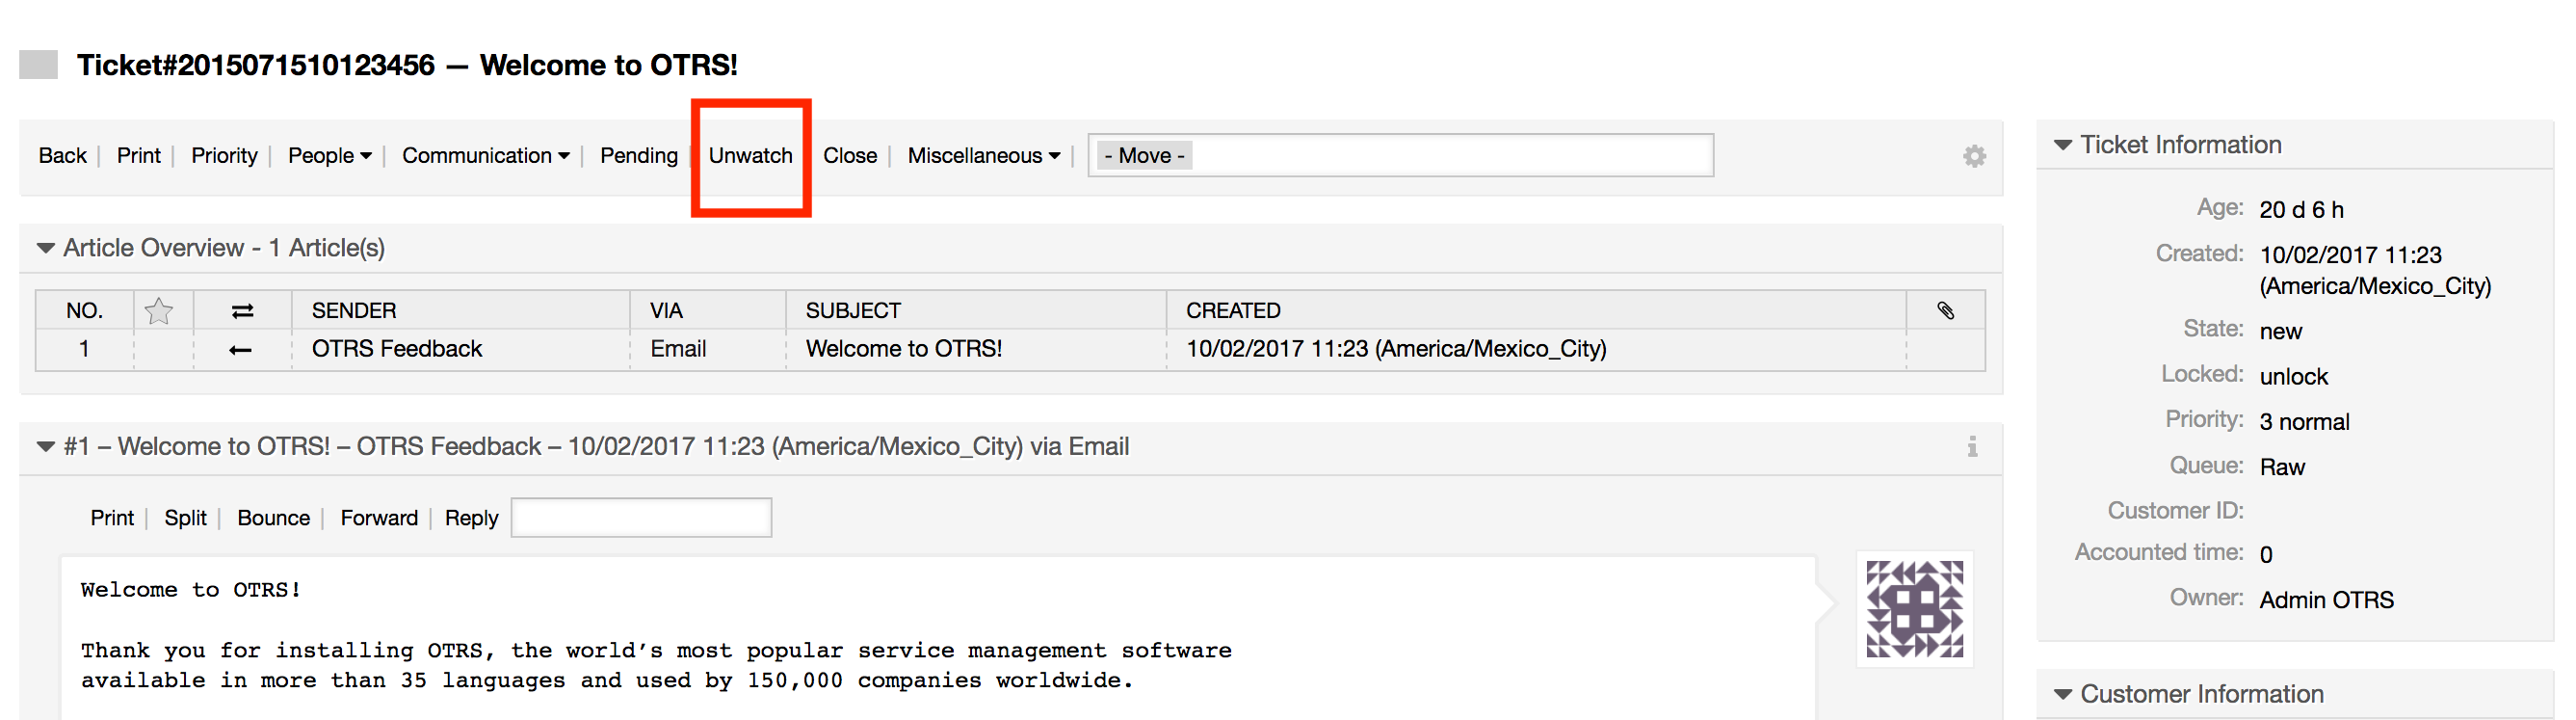 Ticket#2015071510123456 — Welcome to OTRS!
Back | Print | Priority | People | Communication | Pending | Unwatch Close | Miscellaneous | - Move -
Article Overview - 1 Article(s)
NO. SENDER VIA SUBJECT CREATED
1 OTRS Feedback Email Welcome to OTRS! 10/02/2017 11:23 (America/Mexico_City)
#1 – Welcome to OTRS! – OTRS Feedback – 10/02/2017 11:23 (America/Mexico_City) via Email
Print | Split | Bounce | Forward | Reply
Welcome to OTRS!
Thank you for installing OTRS, the world’s most popular service management software
available in more than 35 languages and used by 150,000 companies worldwide.
Ticket Information
Age: 20 d 6 h
Created: 10/02/2017 11:23
(America/Mexico_City)
State: new
Locked: unlock
Priority: 3 normal
Queue: Raw
Customer ID:
Accounted time: 0
Owner: Admin OTRS
Customer Information